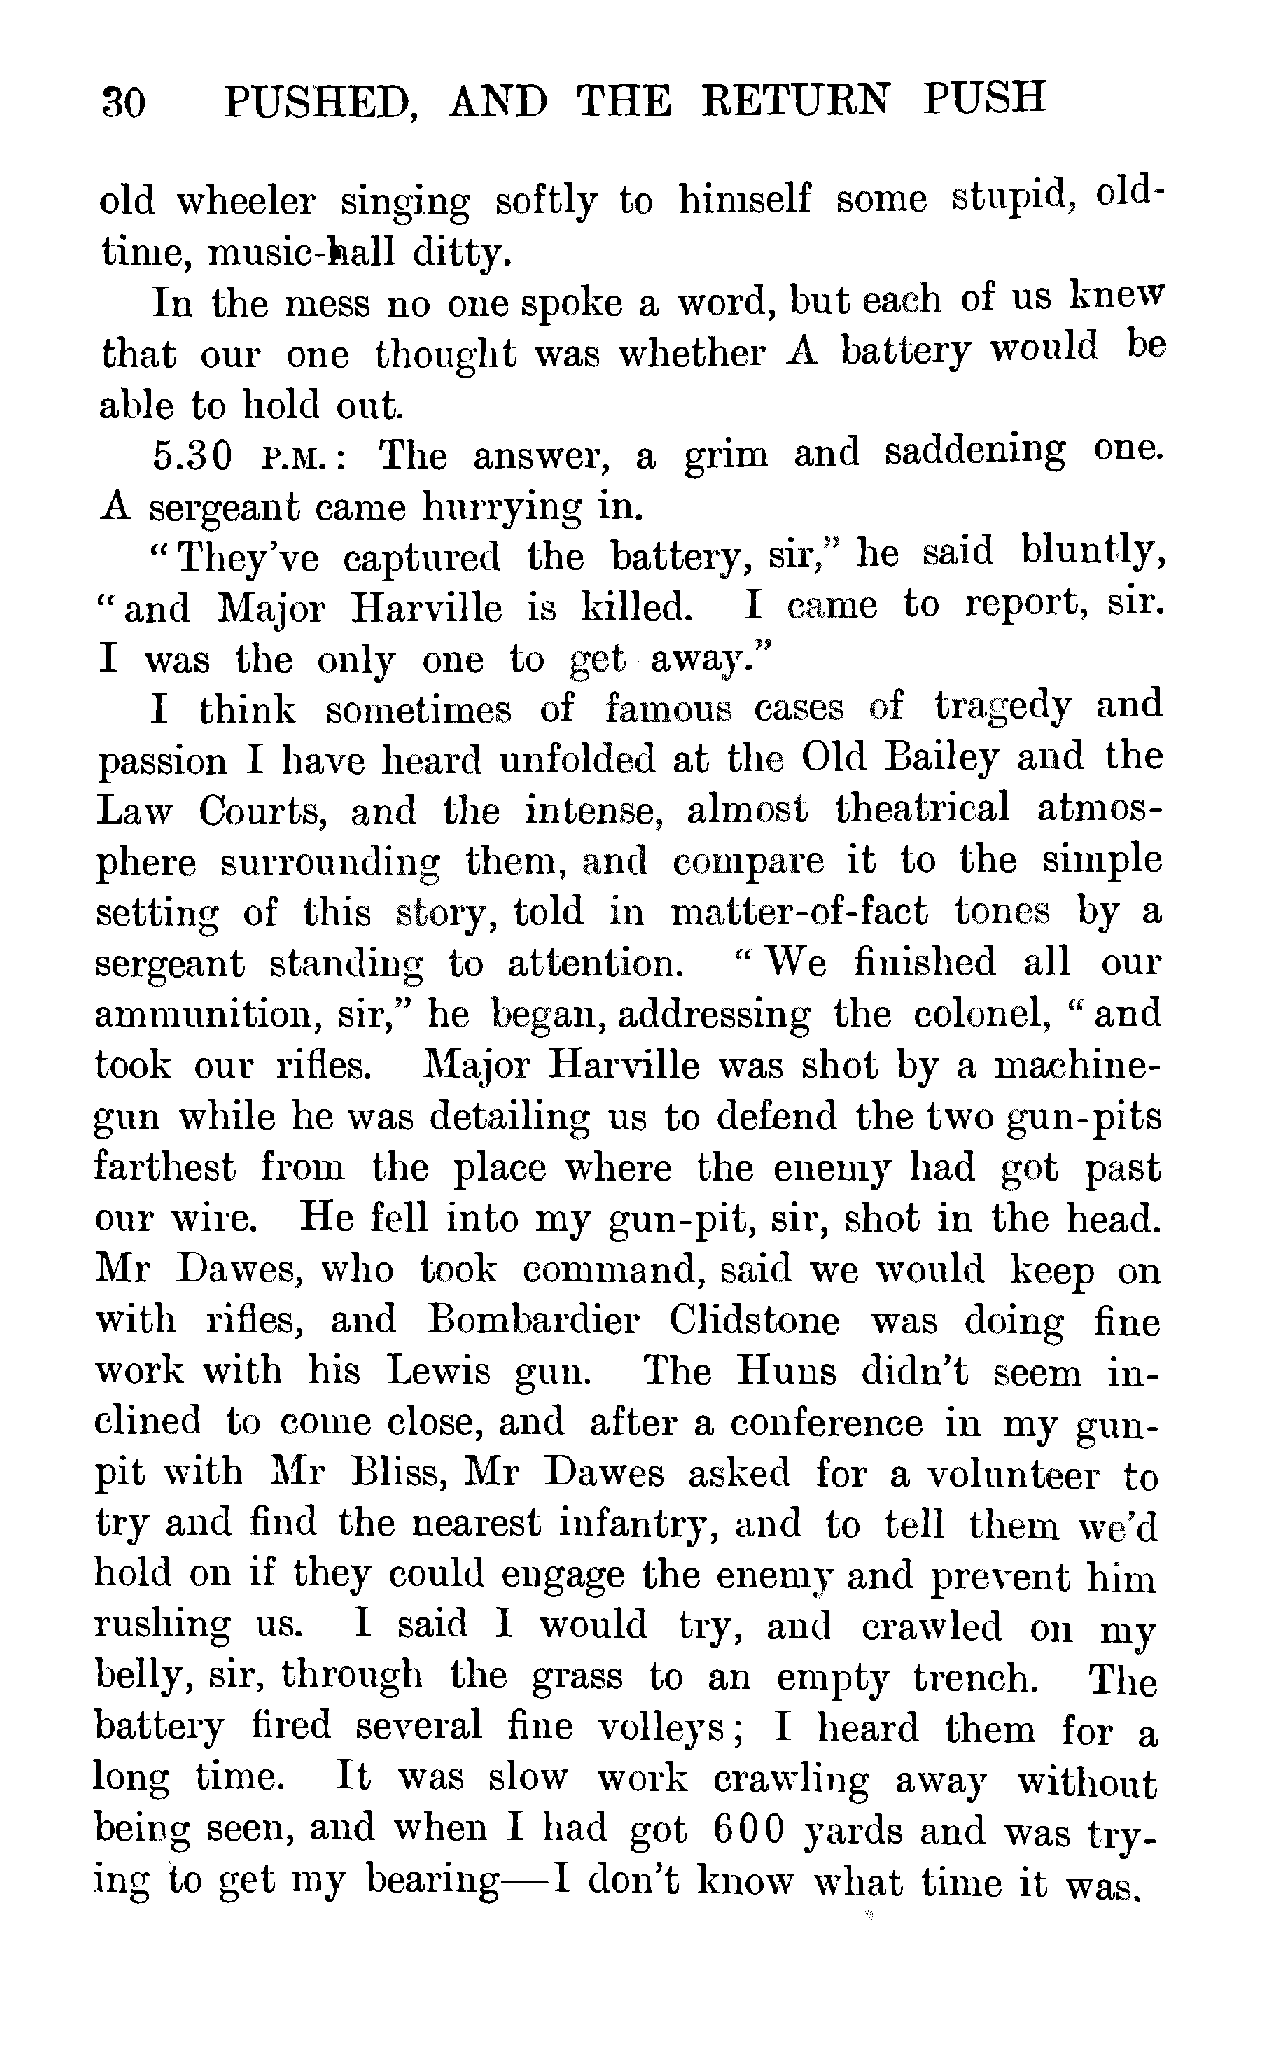 30 PUSHED, AND THE RETURN PUSH
old wheeler singing softly to himself some stupid, old-
time, music-hall ditty.
In the mess no one spoke a word, but each of us knew
that our one thought was whether A battery would be
able to hold out.
5.30 P.M.: The answer, a grim and saddening one.
A sergeant came hurrying in.
"They've captured the battery, sir," he said bluntly,
"and Major Harville is killed. I came to report, sir.
I was the only one to get away."
I think sometimes of famous cases of tragedy and
passion I have heard unfolded at the Old Bailey and the
Law Courts, and the intense, almost theatrical atmos-
phere surrounding them, and compare it to the simple
setting of this story, told in matter-of-fact tones by a
sergeant standing to attention. "We finished all our
ammunition, sir," he began, addressing the colonel, "and
took our rifles. Major Harville was shot by a machine-
gun while he was detailing us to defend the two gun-pits
farthest from the place where the enemy had got past
our wire. He fell into my gun-pit, sir, shot in the head.
Mr Dawes, who took command, said we would keep on
with rifles, and Bombardier Clidstone was doing fine
work with his Lewis gun. The Huns didn't seem in-
clined to come close, and after a conference in my gun-
pit with Mr Bliss, Mr Dawes asked for a volunteer to
try and find the nearest infantry, and to tell them we'd
hold on if they could engage the enemy and prevent him
rushing us. I said I would try, and crawled on my
belly, sir, through the grass to an empty trench. The
battery fired several fine volleys; I heard them for a
long time. It was slow work crawling away without
being seen, and when I had got 600 yards and was try-
ing to get my bearing—I don't know what time it was.